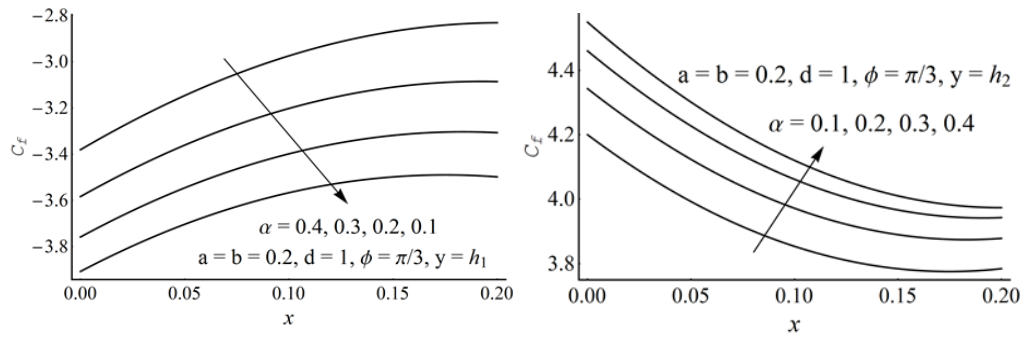 −2.8
−3.0
−3.2
−3.4
−3.6
−3.8
C_f
α = 0.4, 0.3, 0.2, 0.1
a = b = 0.2, d = 1, ϕ = π/3, y = h₁
0.00 0.05 0.10 0.15 0.20
x
4.4
4.2
4.0
3.8
C_f
a = b = 0.2, d = 1, ϕ = π/3, y = h₂
α = 0.1, 0.2, 0.3, 0.4
0.00 0.05 0.10 0.15 0.20
x